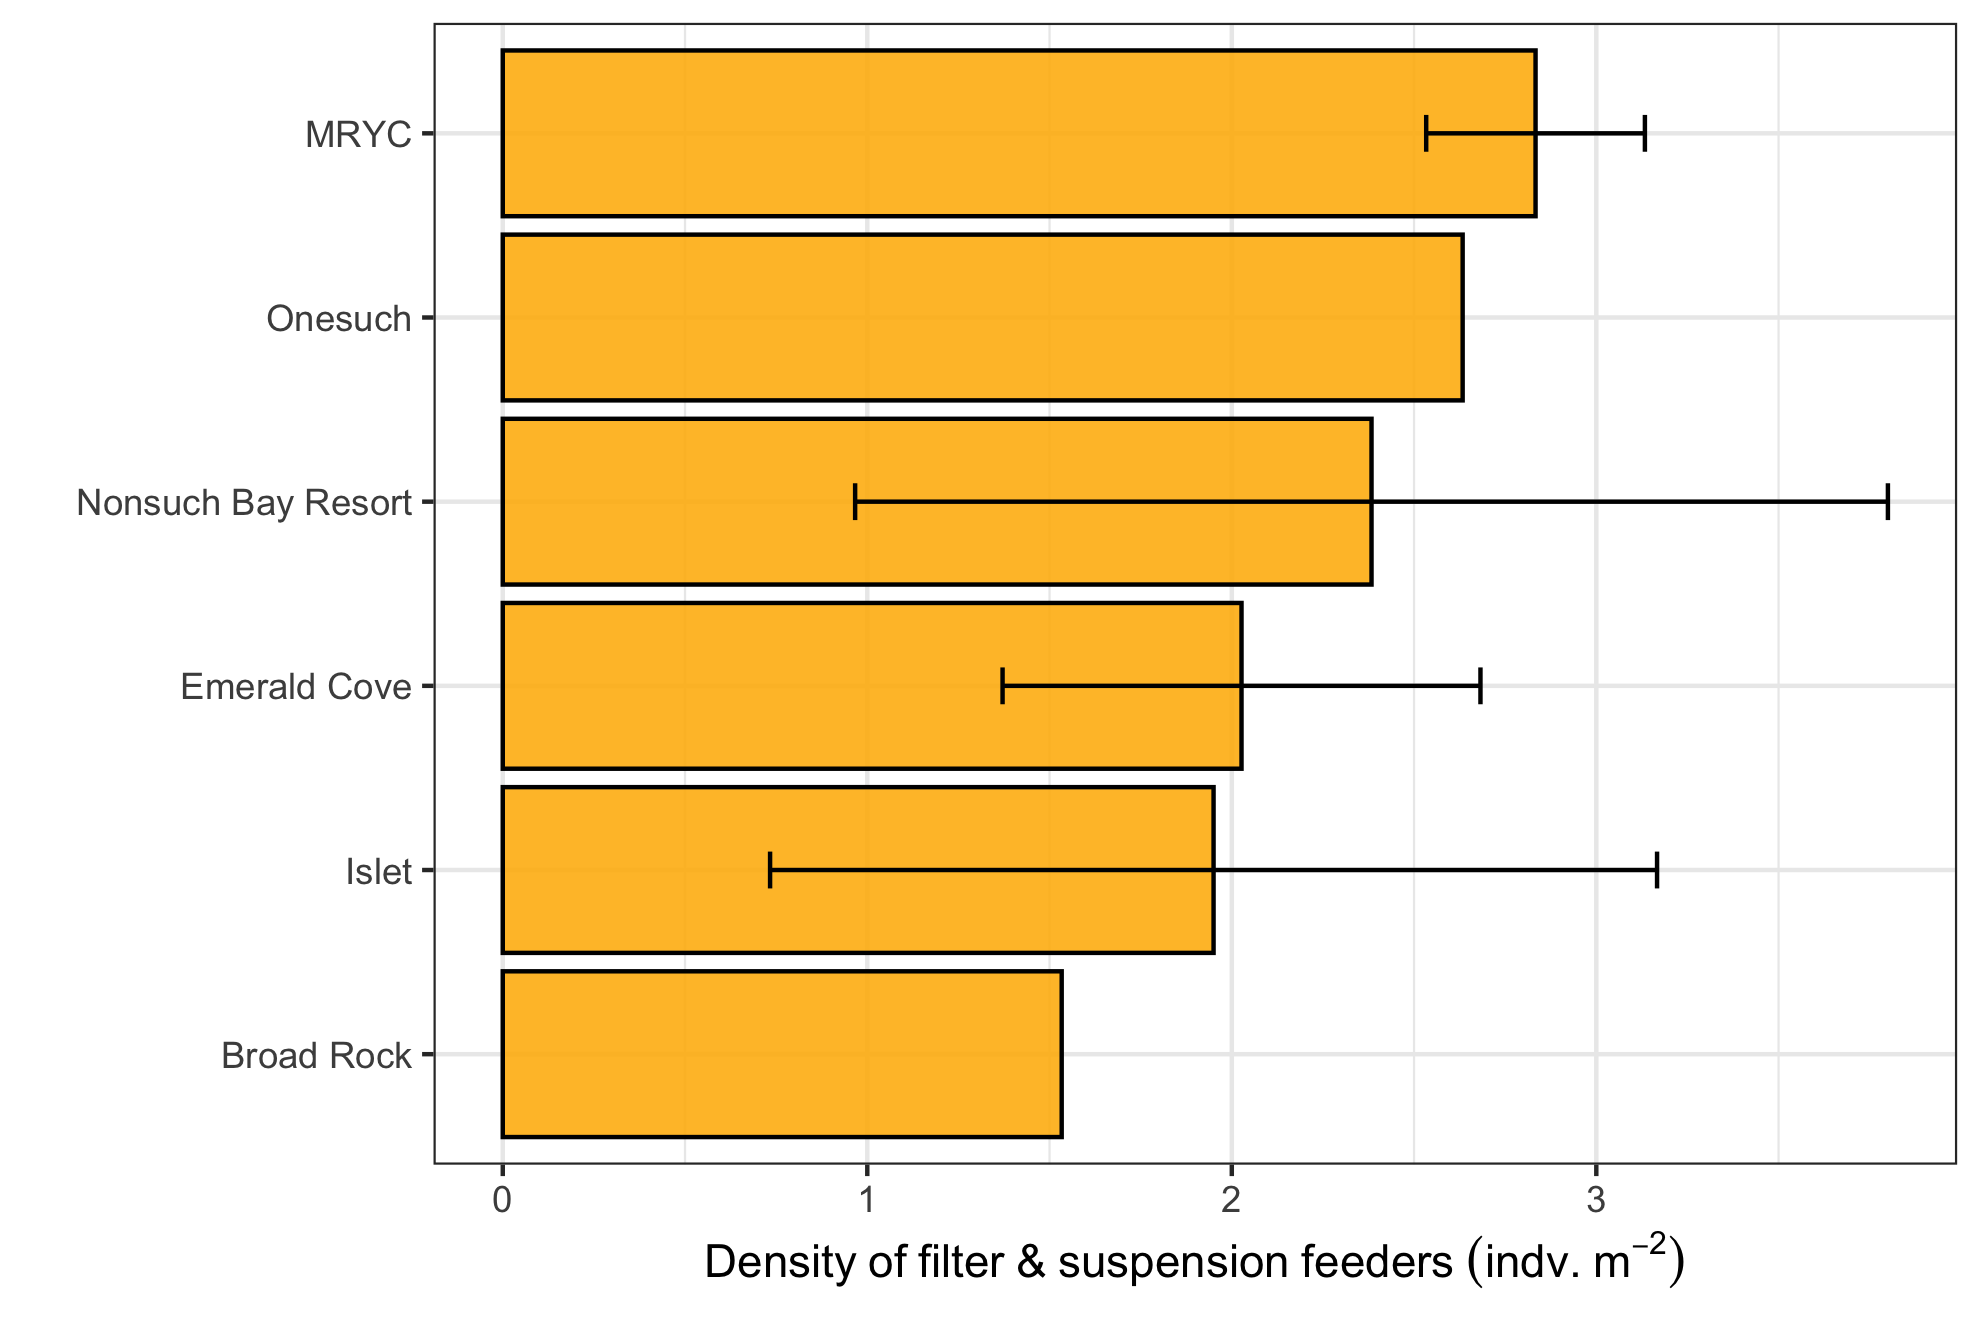 MRYC
Onesuch
Nonsuch Bay Resort
Emerald Cove
Islet
Broad Rock
0 1 2 3
Density of filter & suspension feeders (indv. m⁻²)